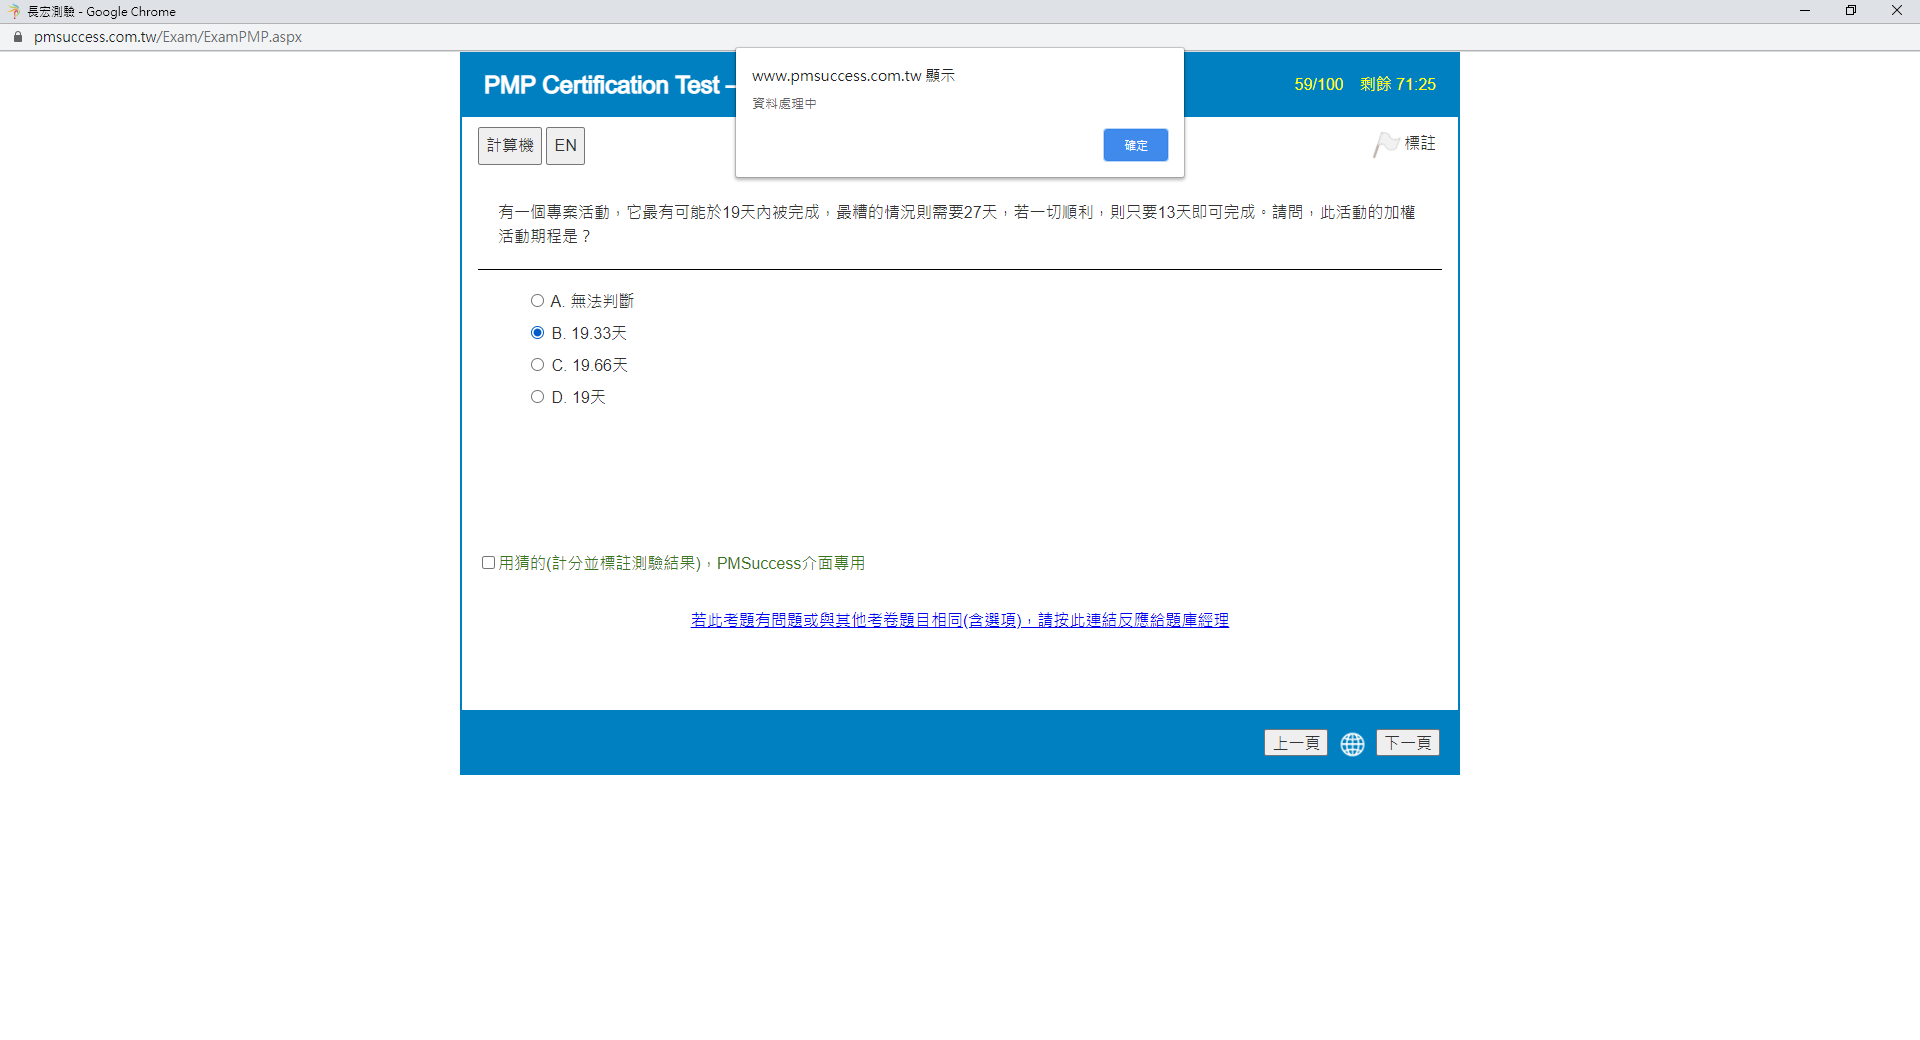 長宏測驗 - Google Chrome
pmsuccess.com.tw/Exam/ExamPMP.aspx
www.pmsuccess.com.tw 顯示
資料處理中
確定
PMP Certification Test –
59/100 剩餘 71:25
計算機 EN
標註
有一個專案活動，它最有可能於19天內被完成，最糟的情況則需要27天，若一切順利，則只要13天即可完成。請問，此活動的加權
活動期程是？
A. 無法判斷
B. 19.33天
C. 19.66天
D. 19天
用猜的(計分並標註測驗結果)，PMSuccess介面專用
若此考題有問題或與其他考卷題目相同(含選項)，請按此連結反應給題庫經理
上一頁 下一頁